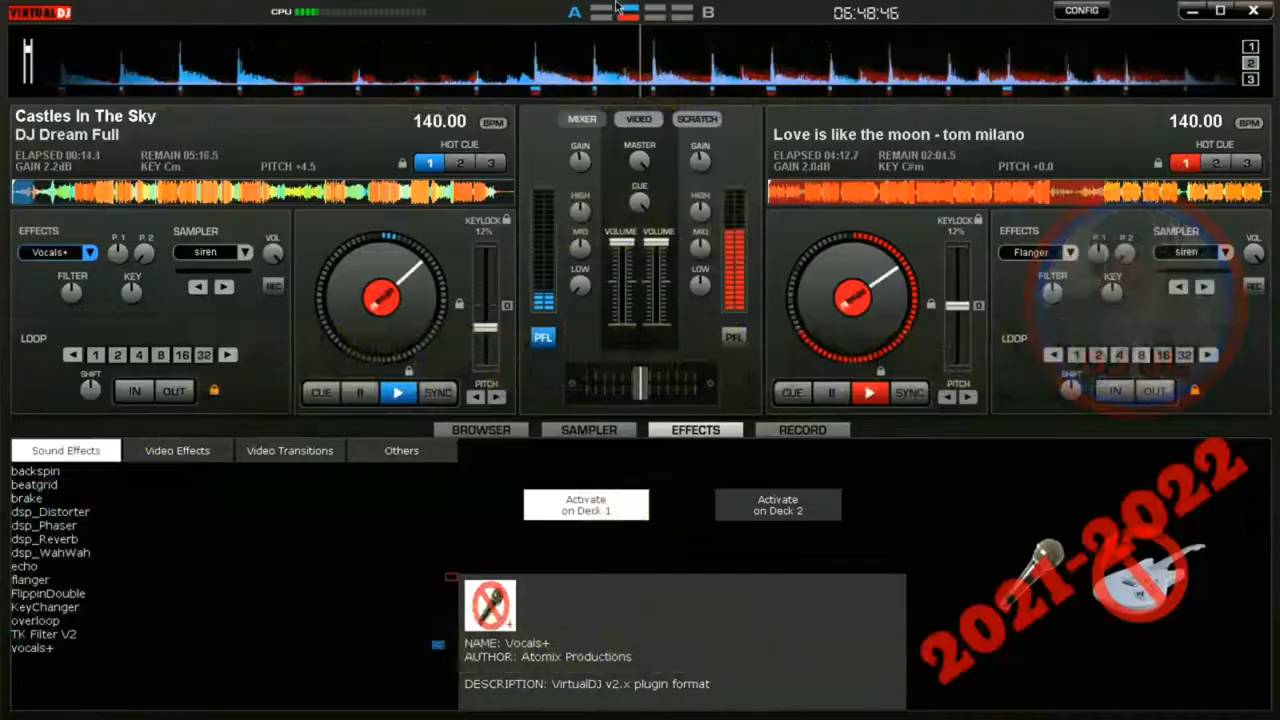 VIRTUAL DJ
CPU
A
B
06:48:46
CONFIG
1
2
3
Castles In The Sky
DJ Dream Full
140.00 BPM
ELAPSED 00:14.4 REMAIN 05:16.5
GAIN 2.2dB KEY Cm PITCH +4.5
HOT CUE
1 2 3
MIXER VIDEO SCRATCH
GAIN MASTER GAIN
CUE
HIGH HIGH
MID VOLUME VOLUME MID
LOW LOW
PFL PFL
Love is like the moon - tom milano
140.00 BPM
ELAPSED 04:12.7 REMAIN 02:04.5
GAIN 2.0dB KEY C#m PITCH +0.0
HOT CUE
1 2 3
EFFECTS
Vocals+
P.1 P.2
SAMPLER
siren
VOL
FILTER KEY
REC
LOOP
1 2 4 8 16 32
SHIFT
IN OUT
KEYLOCK
12%
0
CUE II SYNC
PITCH
KEYLOCK
12%
0
CUE II SYNC
PITCH
EFFECTS
Flanger
SAMPLER
siren
VOL
FILTER KEY
REC
LOOP
1 2 4 8 16 32
SHIFT
IN OUT
BROWSER SAMPLER EFFECTS RECORD
Sound Effects Video Effects Video Transitions Others
backspin
beatgrid
brake
dsp_Distorter
dsp_Phaser
dsp_Reverb
dsp_WahWah
echo
flanger
FlippinDouble
KeyChanger
overloop
TK Filter V2
vocals+
Activate
on Deck 1
Activate
on Deck 2
NAME: Vocals+
AUTHOR: Atomix Productions
DESCRIPTION: VirtualDJ v2.x plugin format
2021-2022